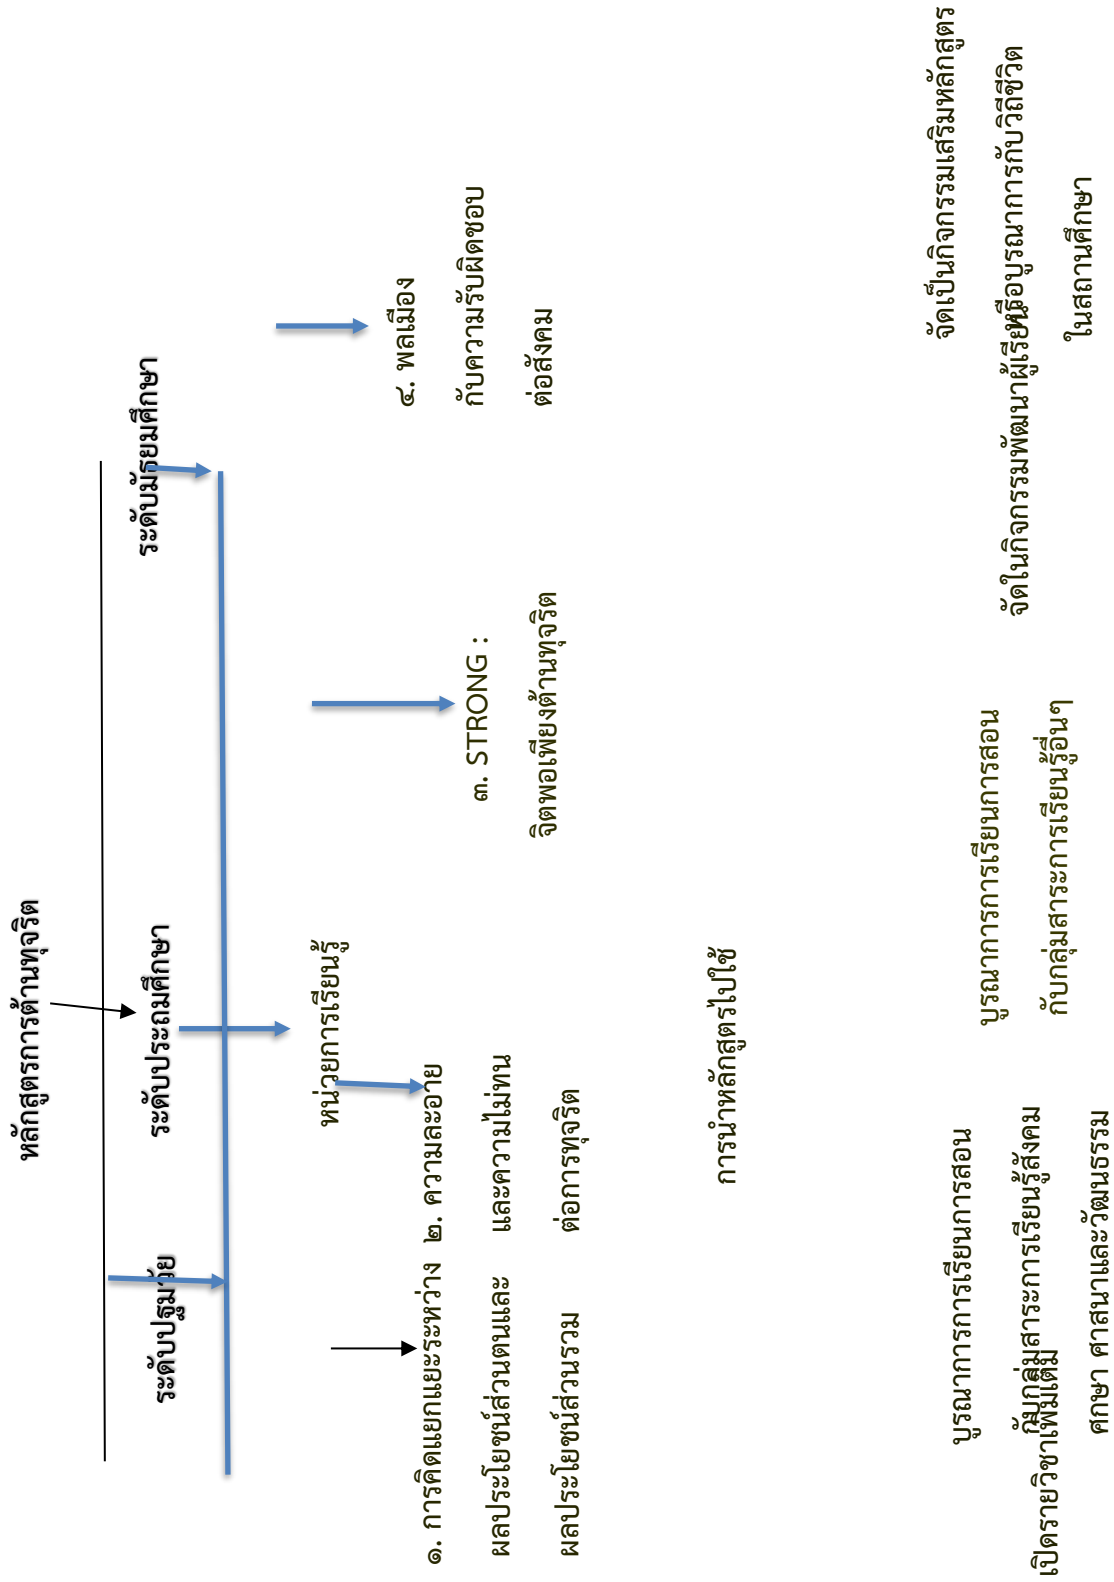 หลักสูตรการต้านทุจริต
ระดับปฐมวัย
ระดับประถมศึกษา
ระดับมัธยมศึกษา
หน่วยการเรียนรู้
๑. การคิดแยกแยะระหว่าง
ผลประโยชน์ส่วนตนและ
ผลประโยชน์ส่วนรวม
๒. ความละอาย
และความไม่ทน
ต่อการทุจริต
๓. STRONG :
จิตพอเพียงต้านทุจริต
๔. พลเมือง
กับความรับผิดชอบ
ต่อสังคม
การนำหลักสูตรไปใช้
เปิดรายวิชาเพิ่มเติม
บูรณาการการเรียนการสอน
กับกลุ่มสาระการเรียนรู้สังคม
ศึกษา ศาสนาและวัฒนธรรม
บูรณาการการเรียนการสอน
กับกลุ่มสาระการเรียนรู้อื่นๆ
จัดในกิจกรรมพัฒนาผู้เรียน
จัดเป็นกิจกรรมเสริมหลักสูตร
หรือบูรณาการกับวิถีชีวิต
ในสถานศึกษา